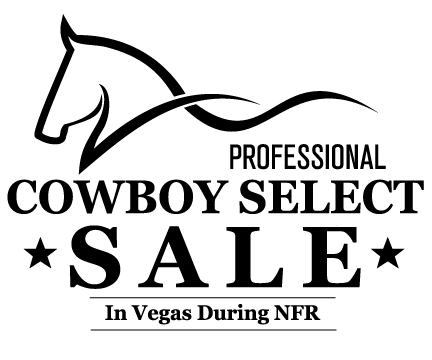 PROFESSIONAL
COWBOY SELECT
SALE
In Vegas During NFR